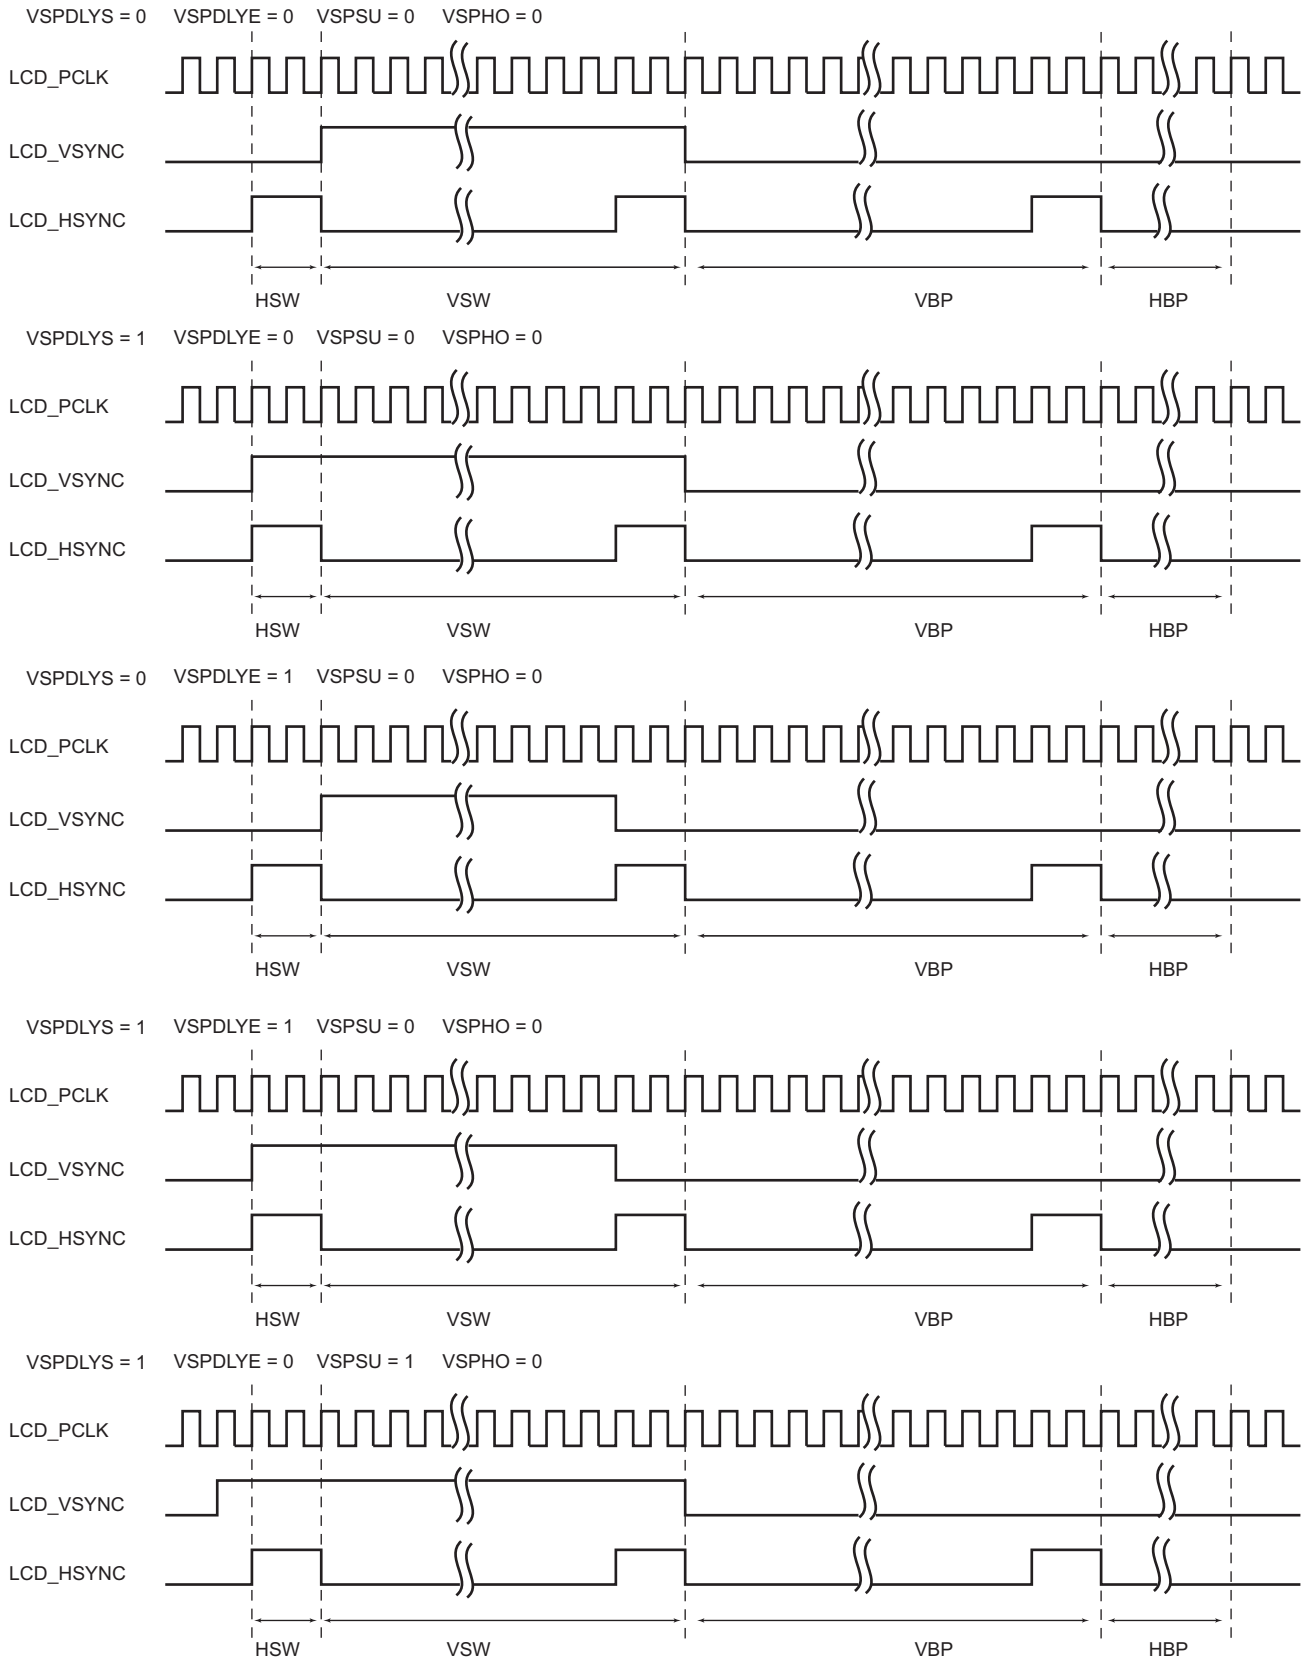 VSPDLYS = 0 VSPDLYE = 0 VSPSU = 0 VSPHO = 0
LCD_PCLK
LCD_VSYNC
LCD_HSYNC
HSW VSW VBP HBP
VSPDLYS = 1 VSPDLYE = 0 VSPSU = 0 VSPHO = 0
LCD_PCLK
LCD_VSYNC
LCD_HSYNC
HSW VSW VBP HBP
VSPDLYS = 0 VSPDLYE = 1 VSPSU = 0 VSPHO = 0
LCD_PCLK
LCD_VSYNC
LCD_HSYNC
HSW VSW VBP HBP
VSPDLYS = 1 VSPDLYE = 1 VSPSU = 0 VSPHO = 0
LCD_PCLK
LCD_VSYNC
LCD_HSYNC
HSW VSW VBP HBP
VSPDLYS = 1 VSPDLYE = 0 VSPSU = 1 VSPHO = 0
LCD_PCLK
LCD_VSYNC
LCD_HSYNC
HSW VSW VBP HBP